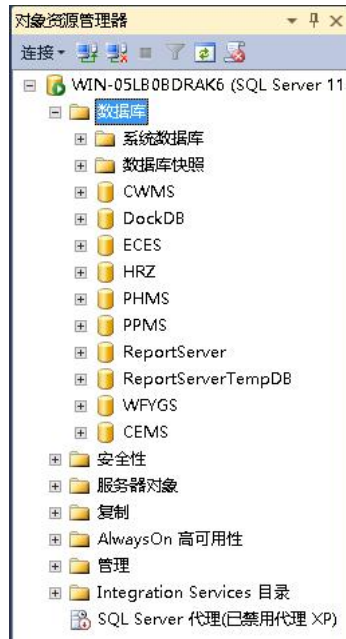 对象资源管理器
连接
WIN-05LB0BDRAK6 (SQL Server 11
数据库
系统数据库
数据库快照
CWMS
DockDB
ECES
HRZ
PHMS
PPMS
ReportServer
ReportServerTempDB
WFYGS
CEMS
安全性
服务器对象
复制
AlwaysOn 高可用性
管理
Integration Services 目录
SQL Server 代理(已禁用代理 XP)